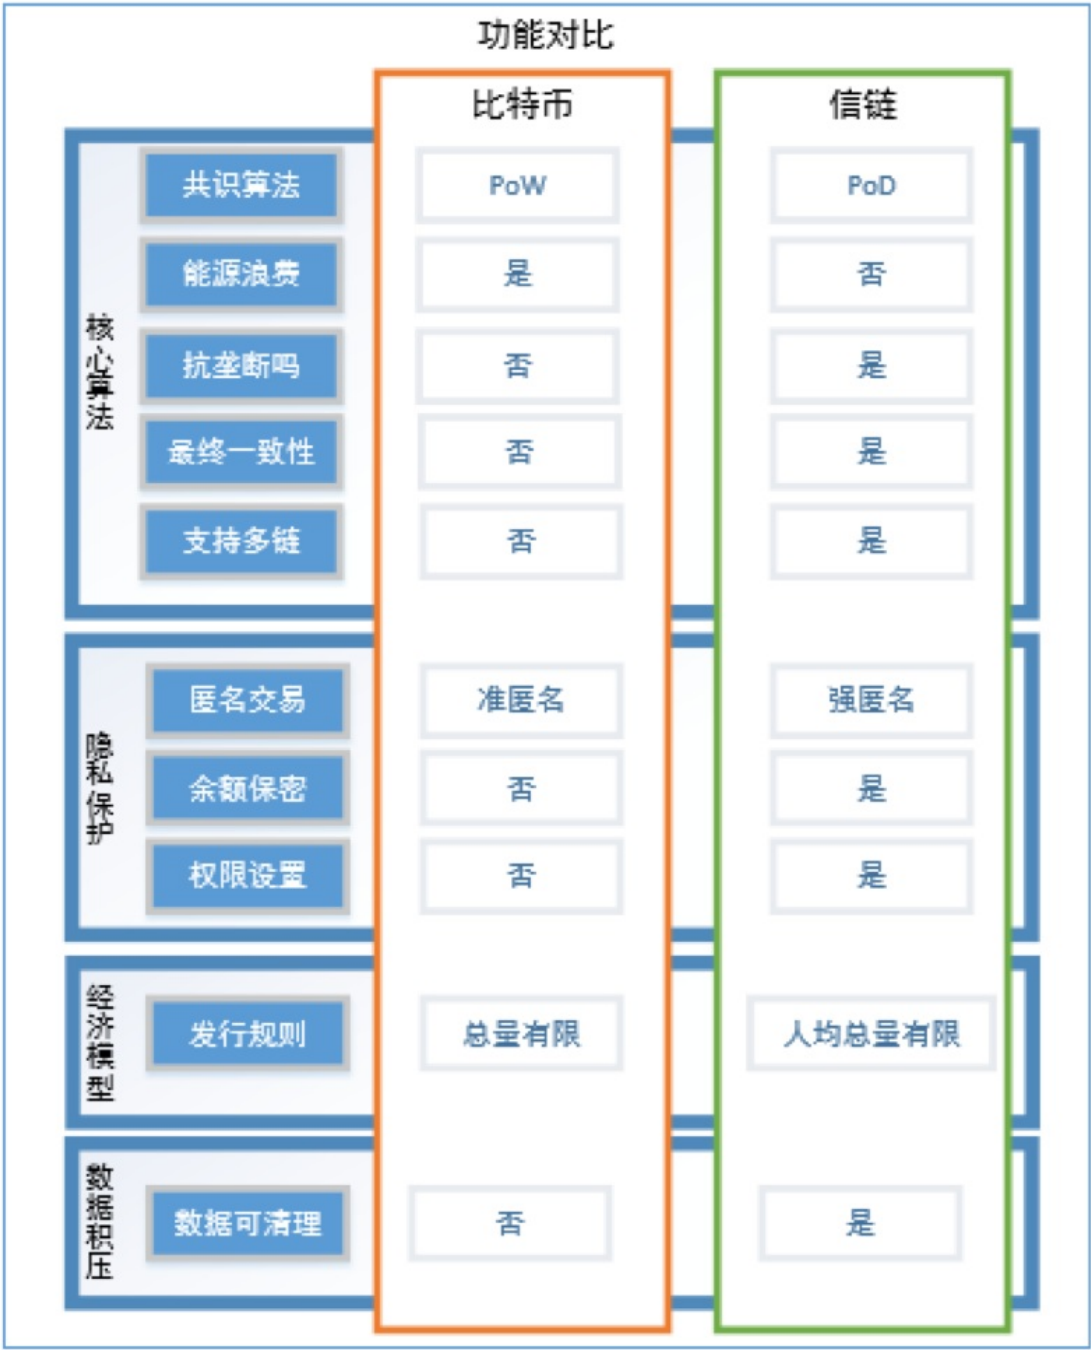 功能对比
比特币 信链
核心算法
共识算法 PoW PoD
能源浪费 是 否
抗垄断吗 否 是
最终一致性 否 是
支持多链 否 是
隐私保护
匿名交易 准匿名 强匿名
余额保密 否 是
权限设置 否 是
经济模型
发行规则 总量有限 人均总量有限
数据积压
数据可清理 否 是